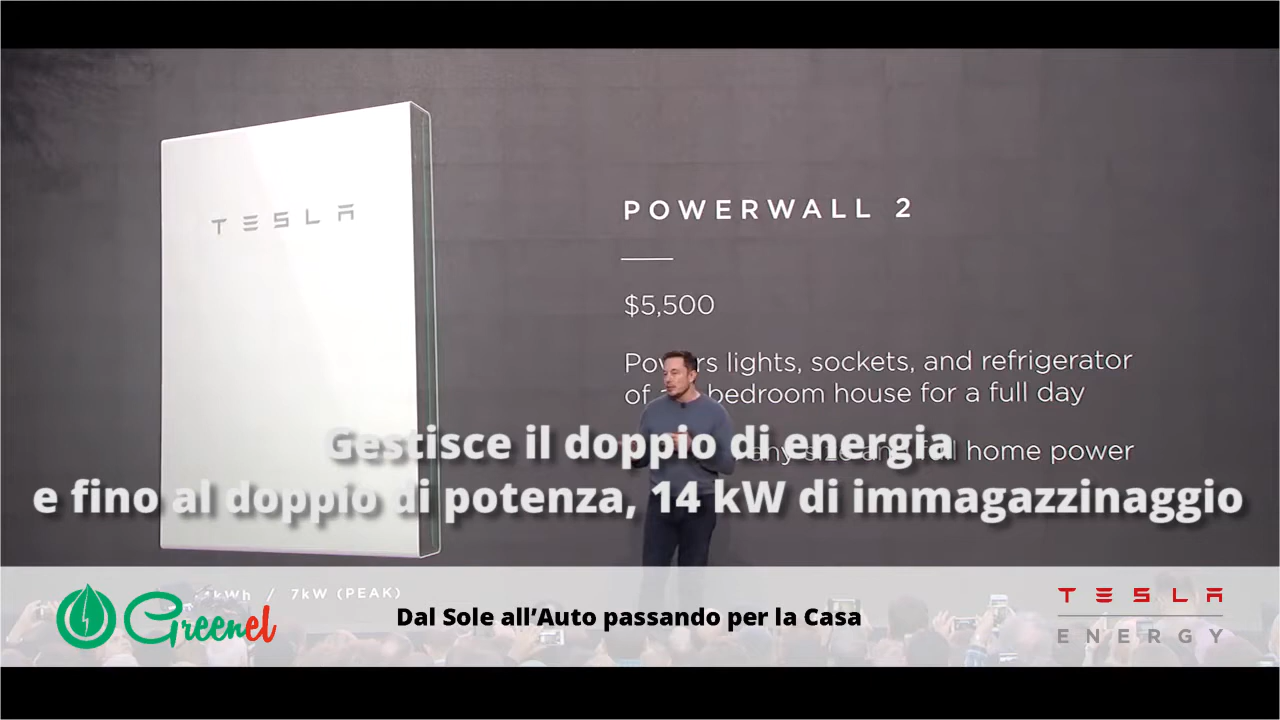 TESLA
POWERWALL 2
$5,500
lights, sockets, and refrigerator
of bedroom house for a full day
home power
Gestisce il doppio di energia
e fino al doppio di potenza, 14 kW di immagazzinaggio
kWh / 7kW (PEAK)
Greenel
Dal Sole all’Auto passando per la Casa
TESLA
ENERGY